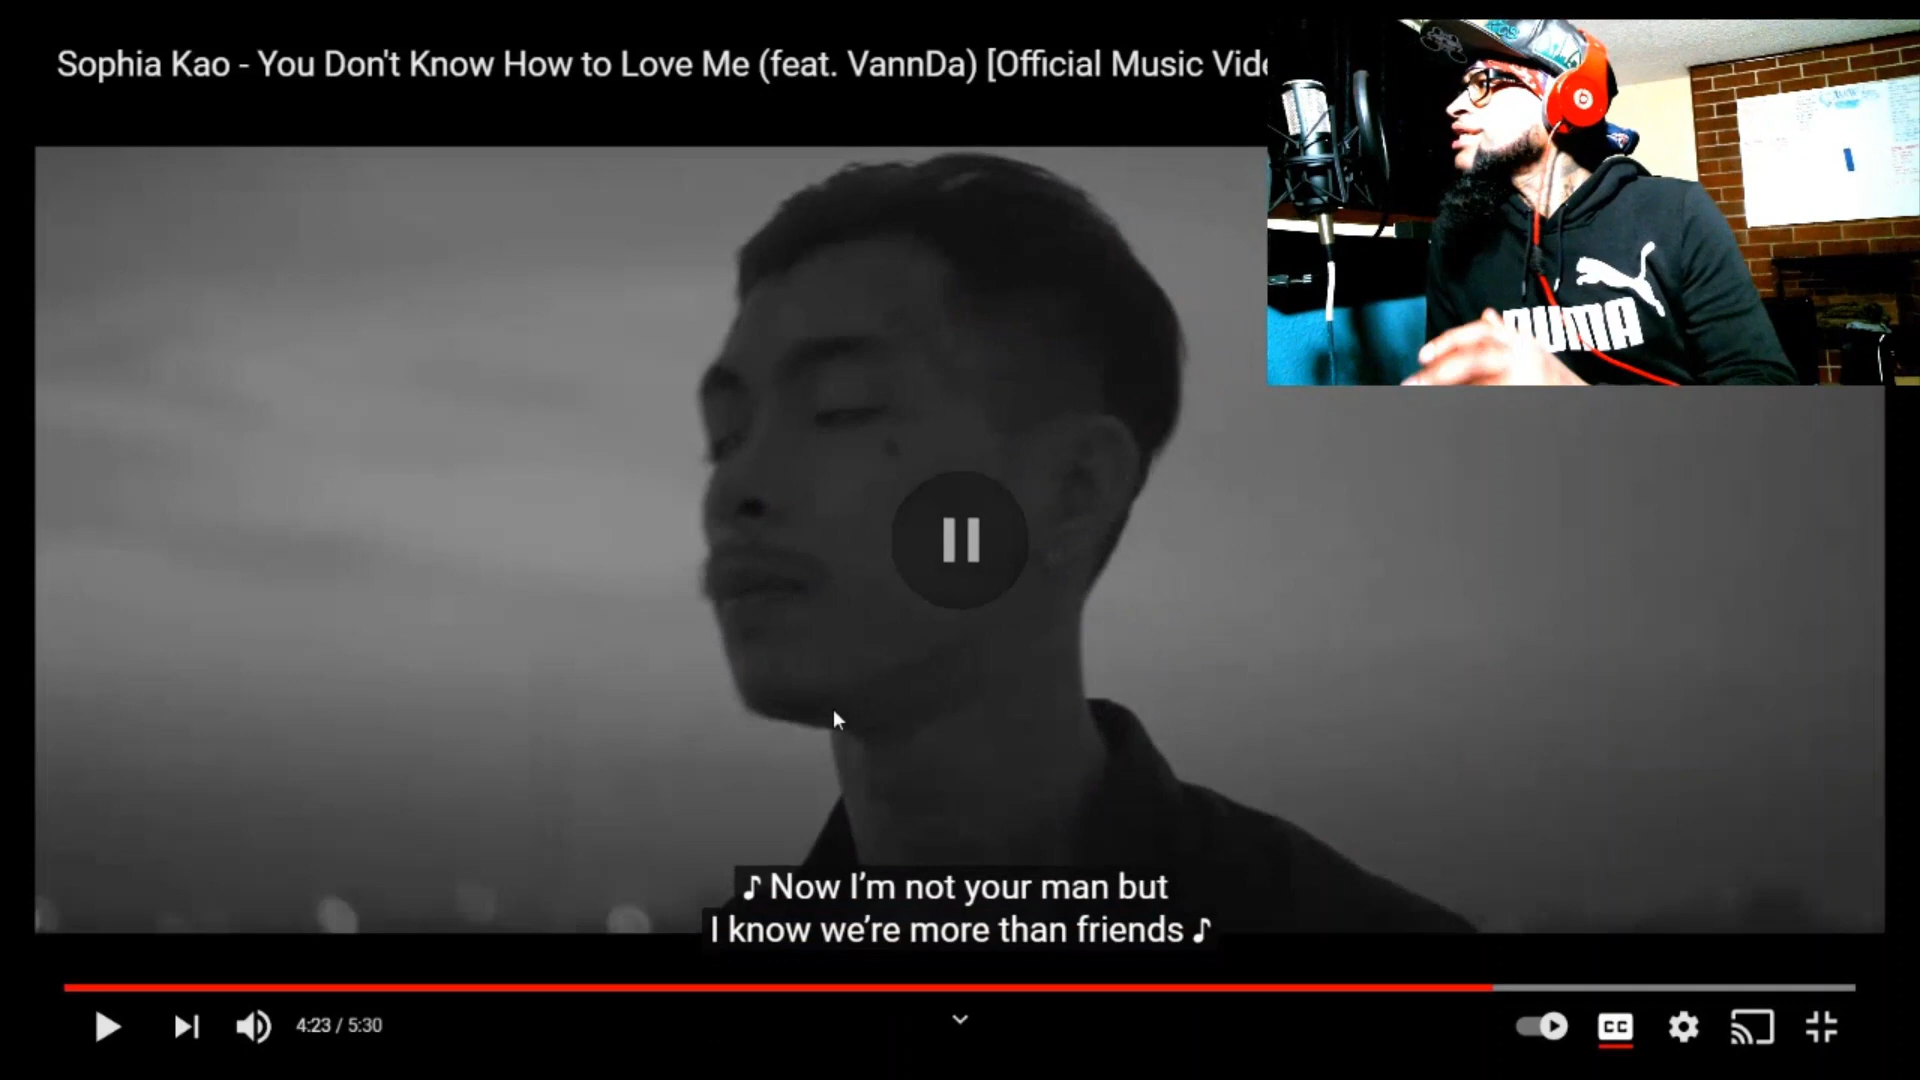 Sophia Kao - You Don't Know How to Love Me (feat. VannDa) [Official Music Vide
PUMA
♪ Now I’m not your man but
I know we’re more than friends ♪
4:23 / 5:30
CC